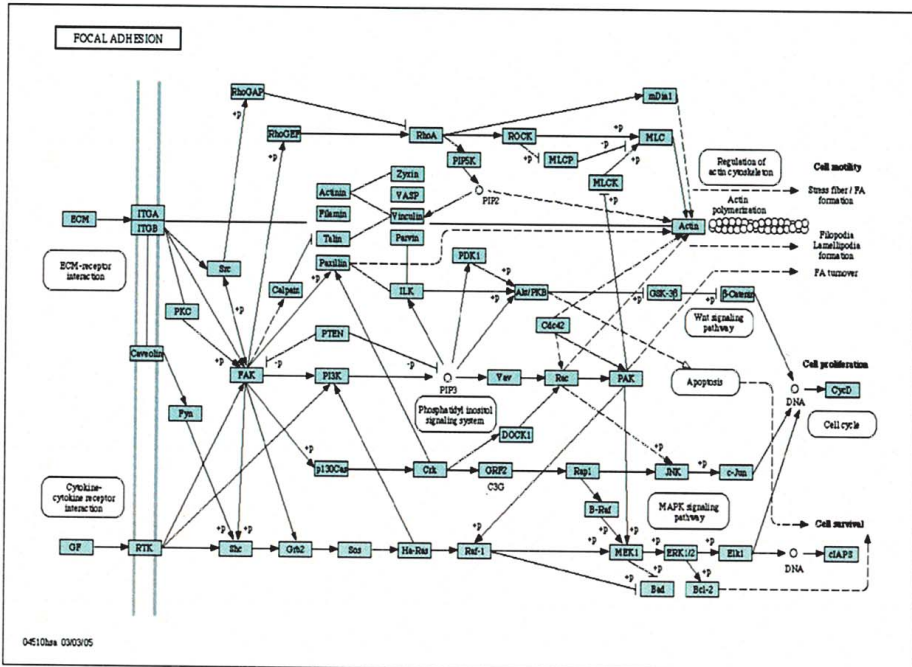 FOCAL ADHESION
RhoGAP
mDia1
+p
RhoGEF
RhoA
ROCK
+p
MLC
+p
+p
-p
+p
PIP5K
MLCP
Zyxin
Actinin
VASP
MLCK
Regulation of
actin cytoskeleton
Cell motility
PIP2
Stress fiber / FA
formation
ECM
ITGA
ITGB
Filamin
Vinculin
+p
Actin
polymerization
Actin
Talin
Parvin
Filopodia
Lamellipodia
formation
ECM-receptor
interaction
Src
Paxillin
PDK1
FA turnover
+p
+p
+p
Calpain
ILK
+p
Akt/PKB
GSK-3β
β-Catenin
PKC
Cdc42
Wnt signaling
pathway
PTEN
+p
+p
-p
-p
Caveolin
Cell proliferation
FAK
PI3K
PIP3
Vav
Rac
PAK
Apoptosis
DNA
CycD
Fyn
Phosphatidyl inositol
signaling system
DOCK1
Cell cycle
+p
p130Cas
Crk
GRF2
Rap1
JNK
+p
c-Jun
C3G
Cytokine-
cytokine receptor
interaction
B-Raf
MAPK signaling
pathway
+p
+p
+p
+p
+p
Cell survival
GF
RTK
Shc
Grb2
Sos
Ha-Ras
Raf-1
+p
MEK1
+p
ERK1/2
+p
Elk1
DNA
cIAPS
+p
+p
+p
Bad
Bcl-2
04510hsa 03/03/05